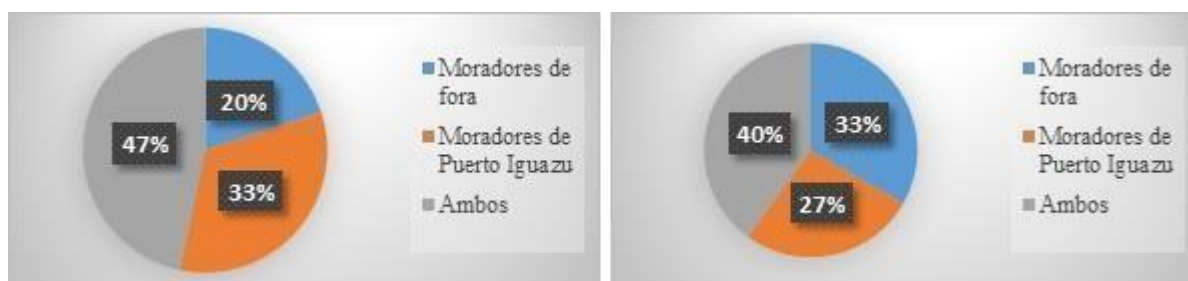 20%
33%
47%
Moradores de
fora
Moradores de
Puerto Iguazu
Ambos
33%
27%
40%
Moradores de
fora
Moradores de
Puerto Iguazu
Ambos